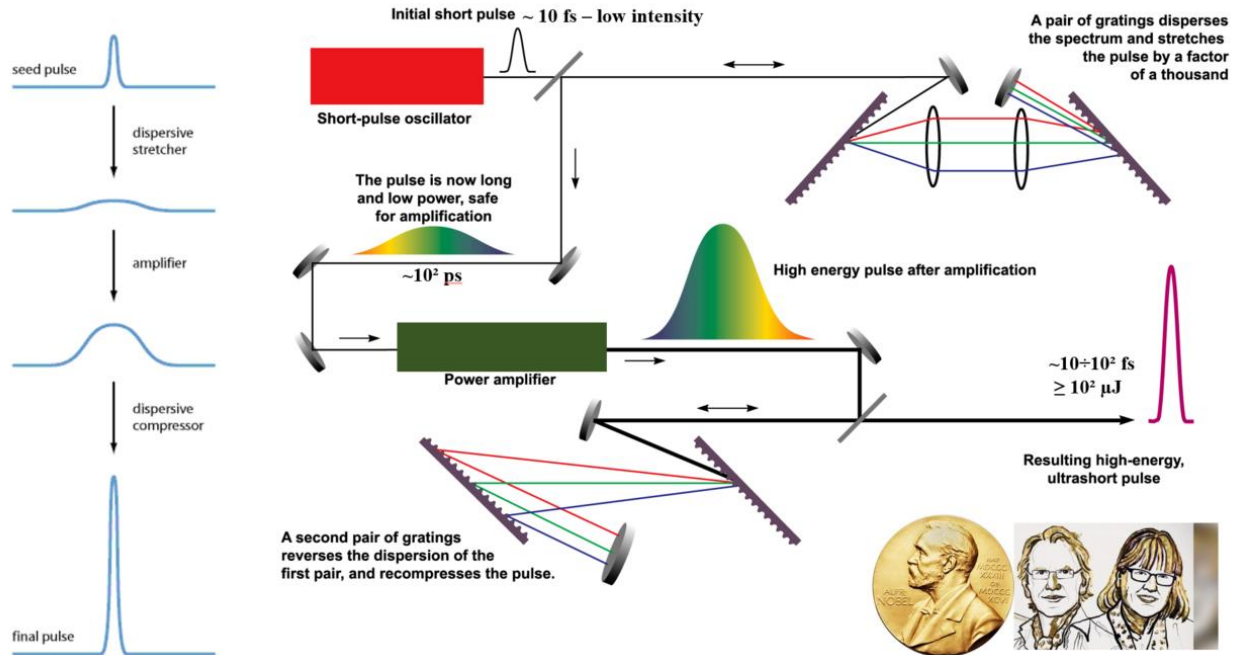 seed pulse
dispersive
stretcher
amplifier
dispersive
compressor
final pulse
Initial short pulse ~ 10 fs – low intensity
Short-pulse oscillator
A pair of gratings disperses
the spectrum and stretches
the pulse by a factor
of a thousand
The pulse is now long
and low power, safe
for amplification
~10² ps
High energy pulse after amplification
Power amplifier
~10÷10² fs
≥ 10² µJ
Resulting high-energy,
ultrashort pulse
A second pair of gratings
reverses the dispersion of the
first pair, and recompresses the pulse.
ALFR·
NOBEL